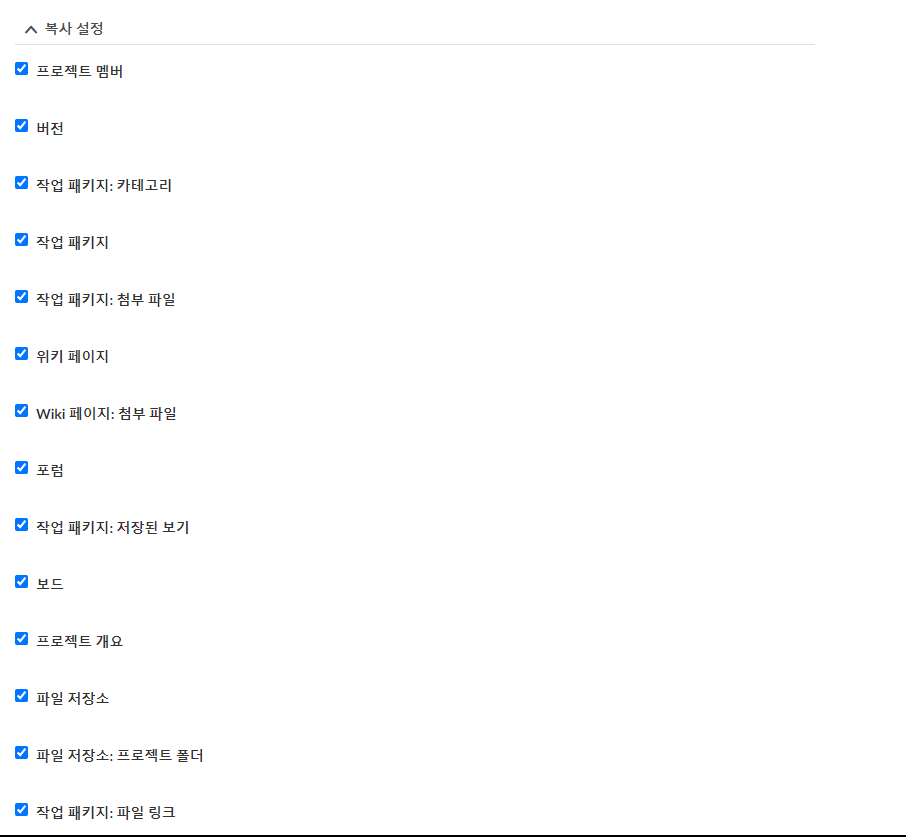 복사 설정
프로젝트 멤버
버전
작업 패키지: 카테고리
작업 패키지
작업 패키지: 첨부 파일
위키 페이지
Wiki 페이지: 첨부 파일
포럼
작업 패키지: 저장된 보기
보드
프로젝트 개요
파일 저장소
파일 저장소: 프로젝트 폴더
작업 패키지: 파일 링크